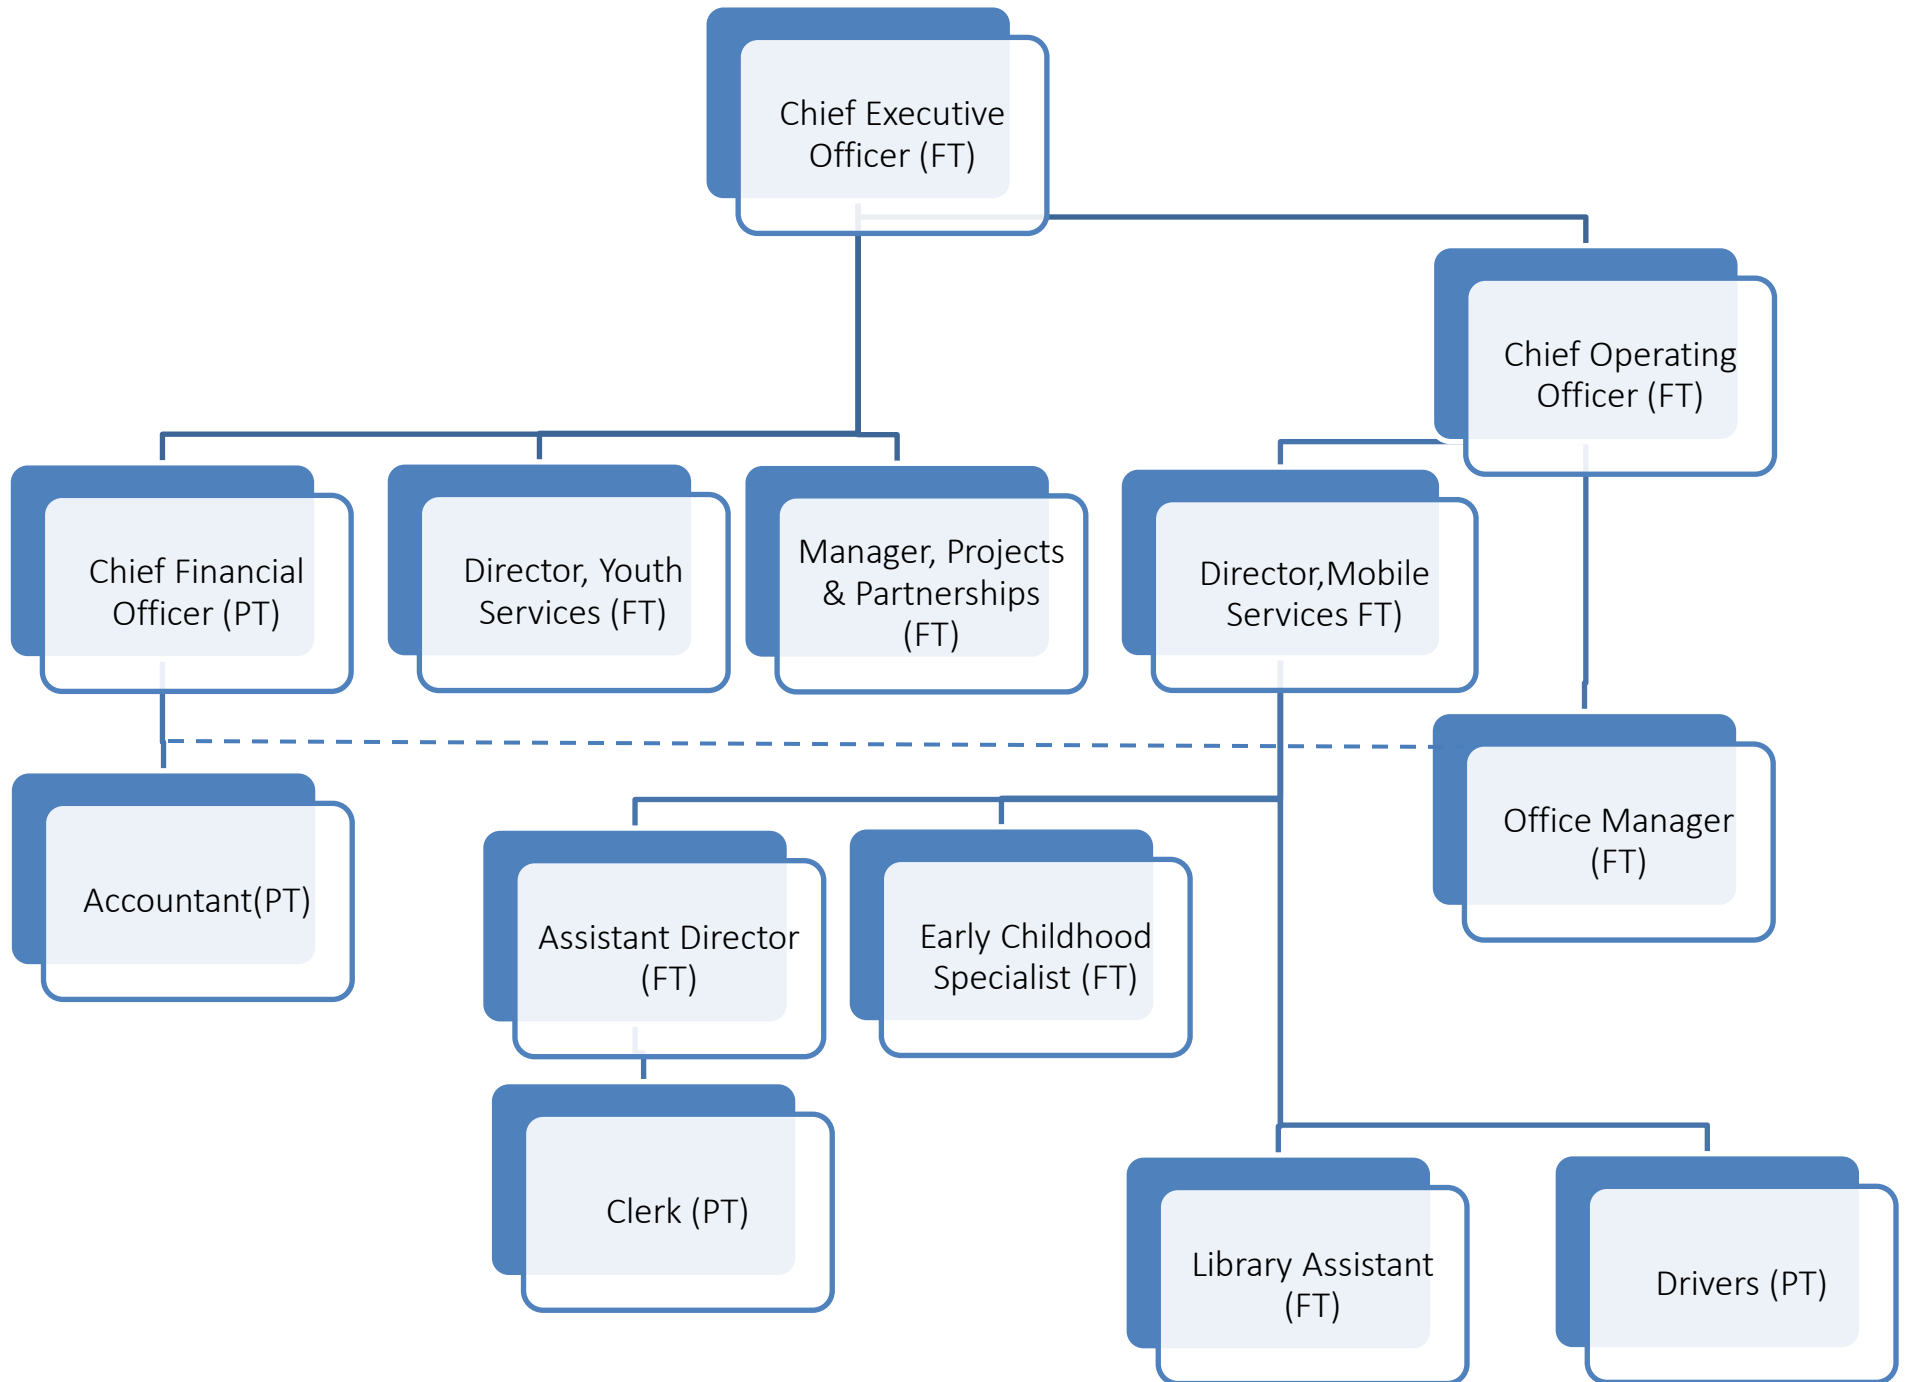 Chief Executive
Officer (FT)
Chief Operating
Officer (FT)
Chief Financial
Officer (PT)
Director, Youth
Services (FT)
Manager, Projects
& Partnerships
(FT)
Director,Mobile
Services FT)
Office Manager
(FT)
Accountant(PT)
Assistant Director
(FT)
Early Childhood
Specialist (FT)
Clerk (PT)
Library Assistant
(FT)
Drivers (PT)